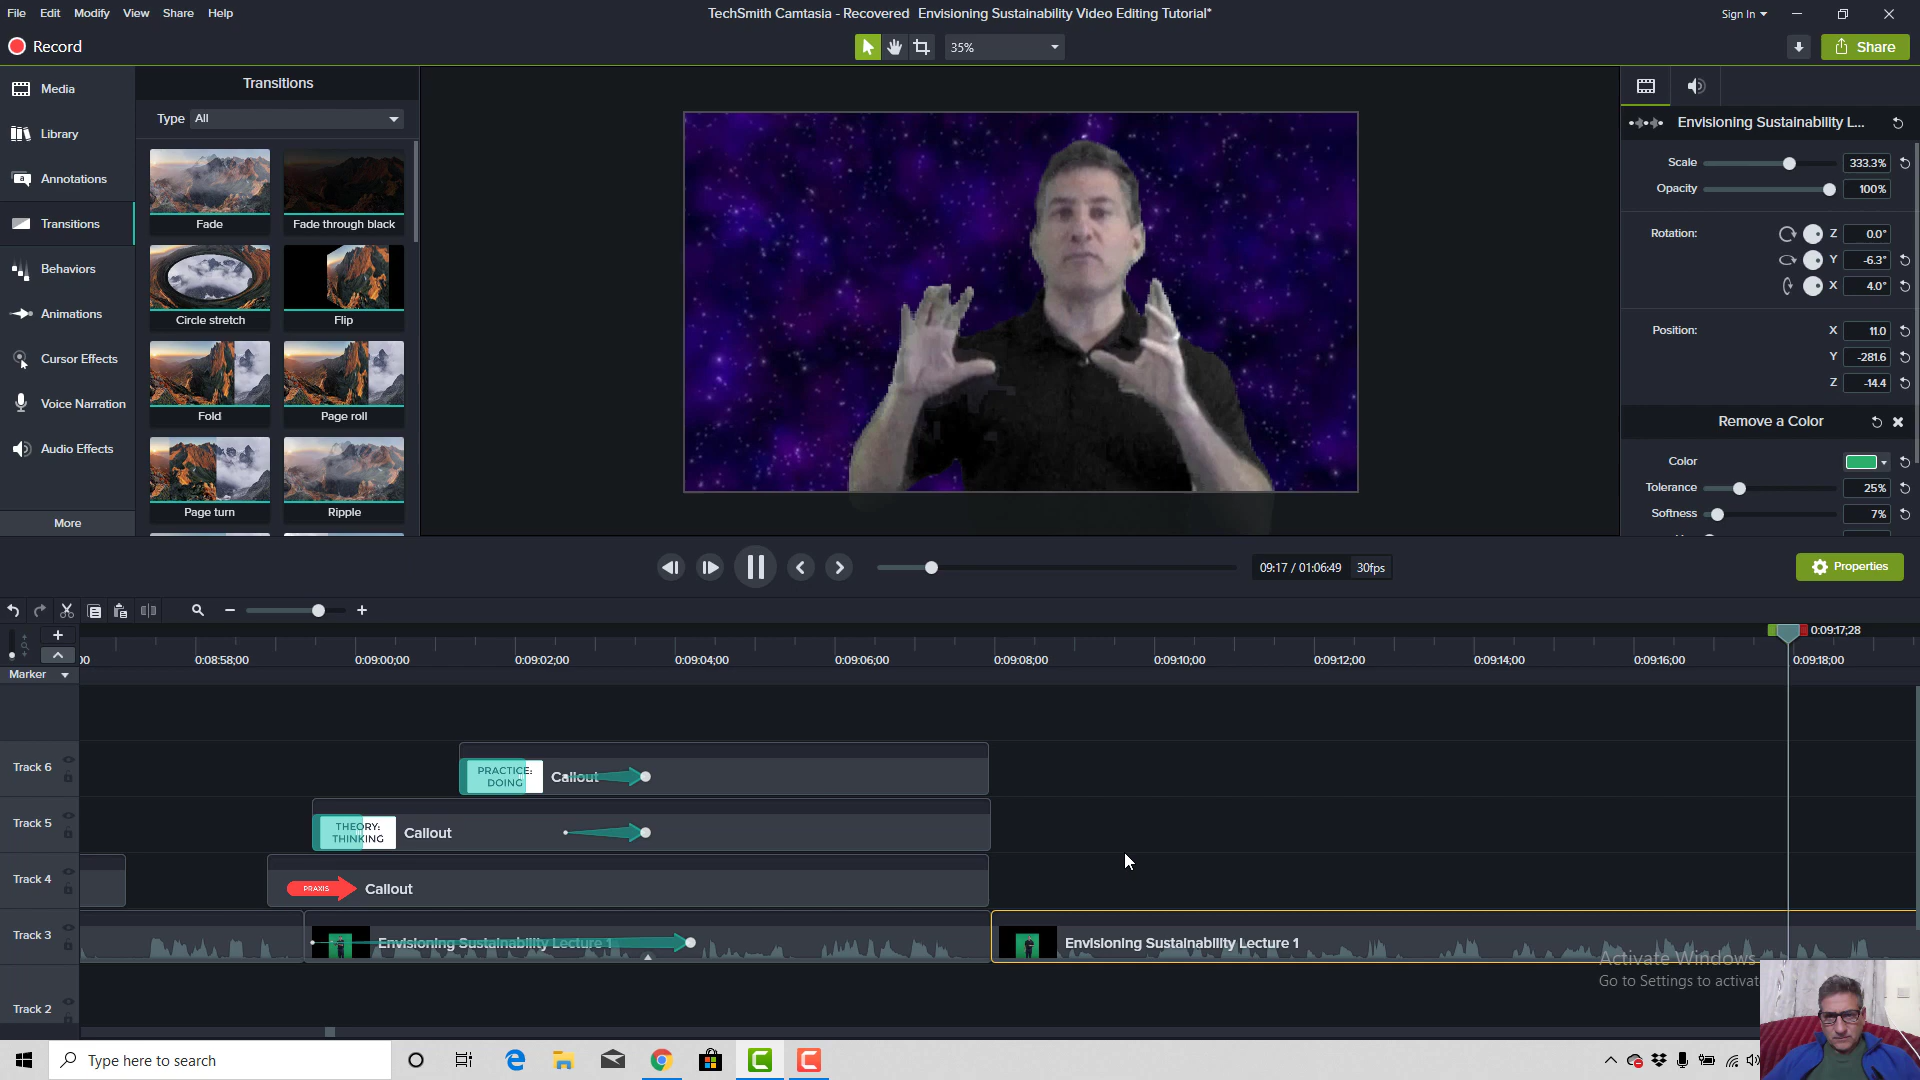 File Edit Modify View Share Help
TechSmith Camtasia - Recovered Envisioning Sustainability Video Editing Tutorial*
Sign In
Record
35%
Share
Media
Library
Annotations
Transitions
Behaviors
Animations
Cursor Effects
Voice Narration
Audio Effects
More
Transitions
Type All
Fade Fade through black
Circle stretch Flip
Fold Page roll
Page turn Ripple
Envisioning Sustainability L...
Scale 333.3%
Opacity 100%
Rotation: Z 0.0°
Y -6.3°
X 4.0°
Position: X 11.0
Y -281.6
Z -14.4
Remove a Color
Color
Tolerance 25%
Softness 7%
09:17 / 01:06:49 30fps
Properties
0:09:17;28
0:08:58;00 0:09:00;00 0:09:02;00 0:09:04;00 0:09:06;00 0:09:08;00 0:09:10;00 0:09:12;00 0:09:14;00 0:09:16;00 0:09:18;00
Marker
Track 6
PRACTICE:
DOING
Callout
Track 5
THEORY:
THINKING
Callout
Track 4
PRAXIS
Callout
Track 3
Envisioning Sustainability Lecture 1
Envisioning Sustainability Lecture 1
Track 2
Activate Windows
Go to Settings to activat
Type here to search